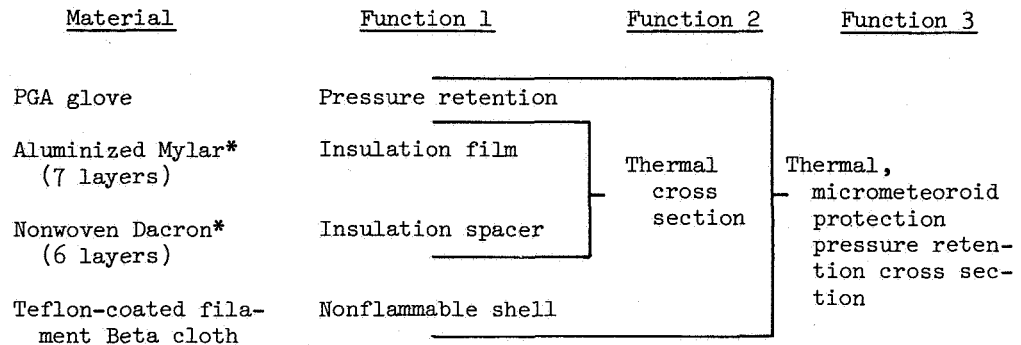 Material Function 1 Function 2 Function 3
PGA glove Pressure retention
Aluminized Mylar* Insulation film
(7 layers)
Thermal
cross
section
Thermal,
micrometeoroid
protection
pressure reten-
tion cross sec-
tion
Nonwoven Dacron* Insulation spacer
(6 layers)
Teflon-coated fila- Nonflammable shell
ment Beta cloth